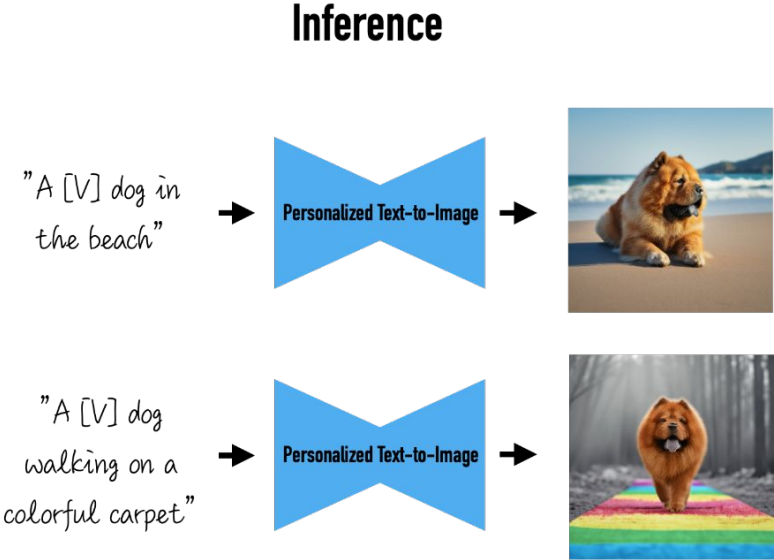 Inference
"A [V] dog in
the beach"
Personalized Text-to-Image
"A [V] dog
walking on a
colorful carpet"
Personalized Text-to-Image